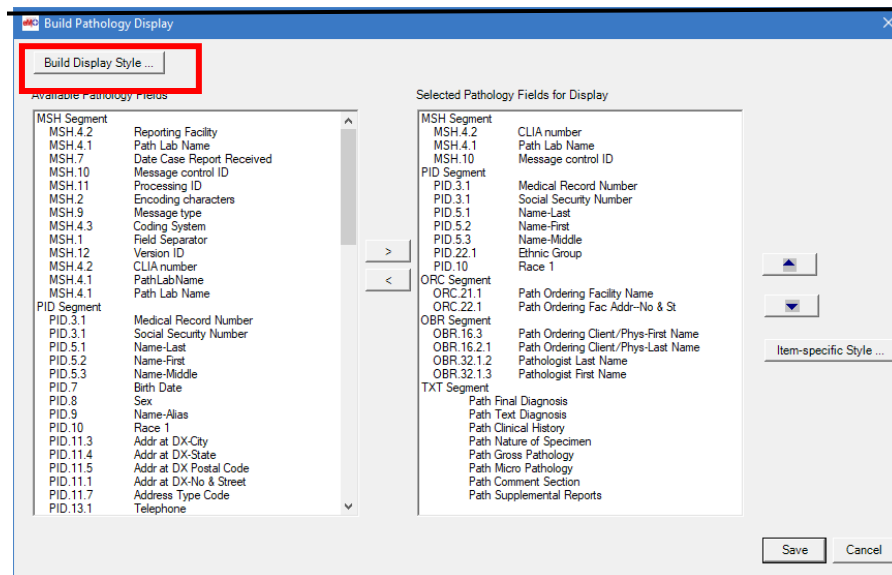 Build Pathology Display
Build Display Style ...
Available Pathology Fields
MSH Segment
MSH.4.2 Reporting Facility
MSH.4.1 Path Lab Name
MSH.7 Date Case Report Received
MSH.10 Message control ID
MSH.11 Processing ID
MSH.2 Encoding characters
MSH.9 Message type
MSH.4.3 Coding System
MSH.1 Field Separator
MSH.12 Version ID
MSH.4.2 CLIA number
MSH.4.1 PathLabName
MSH.4.1 Path Lab Name
PID Segment
PID.3.1 Medical Record Number
PID.3.1 Social Security Number
PID.5.1 Name-Last
PID.5.2 Name-First
PID.5.3 Name-Middle
PID.7 Birth Date
PID.8 Sex
PID.9 Name-Alias
PID.10 Race 1
PID.11.3 Addr at DX-City
PID.11.4 Addr at DX-State
PID.11.5 Addr at DX Postal Code
PID.11.1 Addr at DX-No & Street
PID.11.7 Address Type Code
PID.13.1 Telephone
>
<
Selected Pathology Fields for Display
MSH Segment
MSH.4.2 CLIA number
MSH.4.1 Path Lab Name
MSH.10 Message control ID
PID Segment
PID.3.1 Medical Record Number
PID.3.1 Social Security Number
PID.5.1 Name-Last
PID.5.2 Name-First
PID.5.3 Name-Middle
PID.22.1 Ethnic Group
PID.10 Race 1
ORC Segment
ORC.21.1 Path Ordering Facility Name
ORC.22.1 Path Ordering Fac Addr--No & St
OBR Segment
OBR.16.3 Path Ordering Client/Phys-First Name
OBR.16.2.1 Path Ordering Client/Phys-Last Name
OBR.32.1.2 Pathologist Last Name
OBR.32.1.3 Pathologist First Name
TXT Segment
Path Final Diagnosis
Path Text Diagnosis
Path Clinical History
Path Nature of Specimen
Path Gross Pathology
Path Micro Pathology
Path Comment Section
Path Supplemental Reports
Item-specific Style ...
Save Cancel